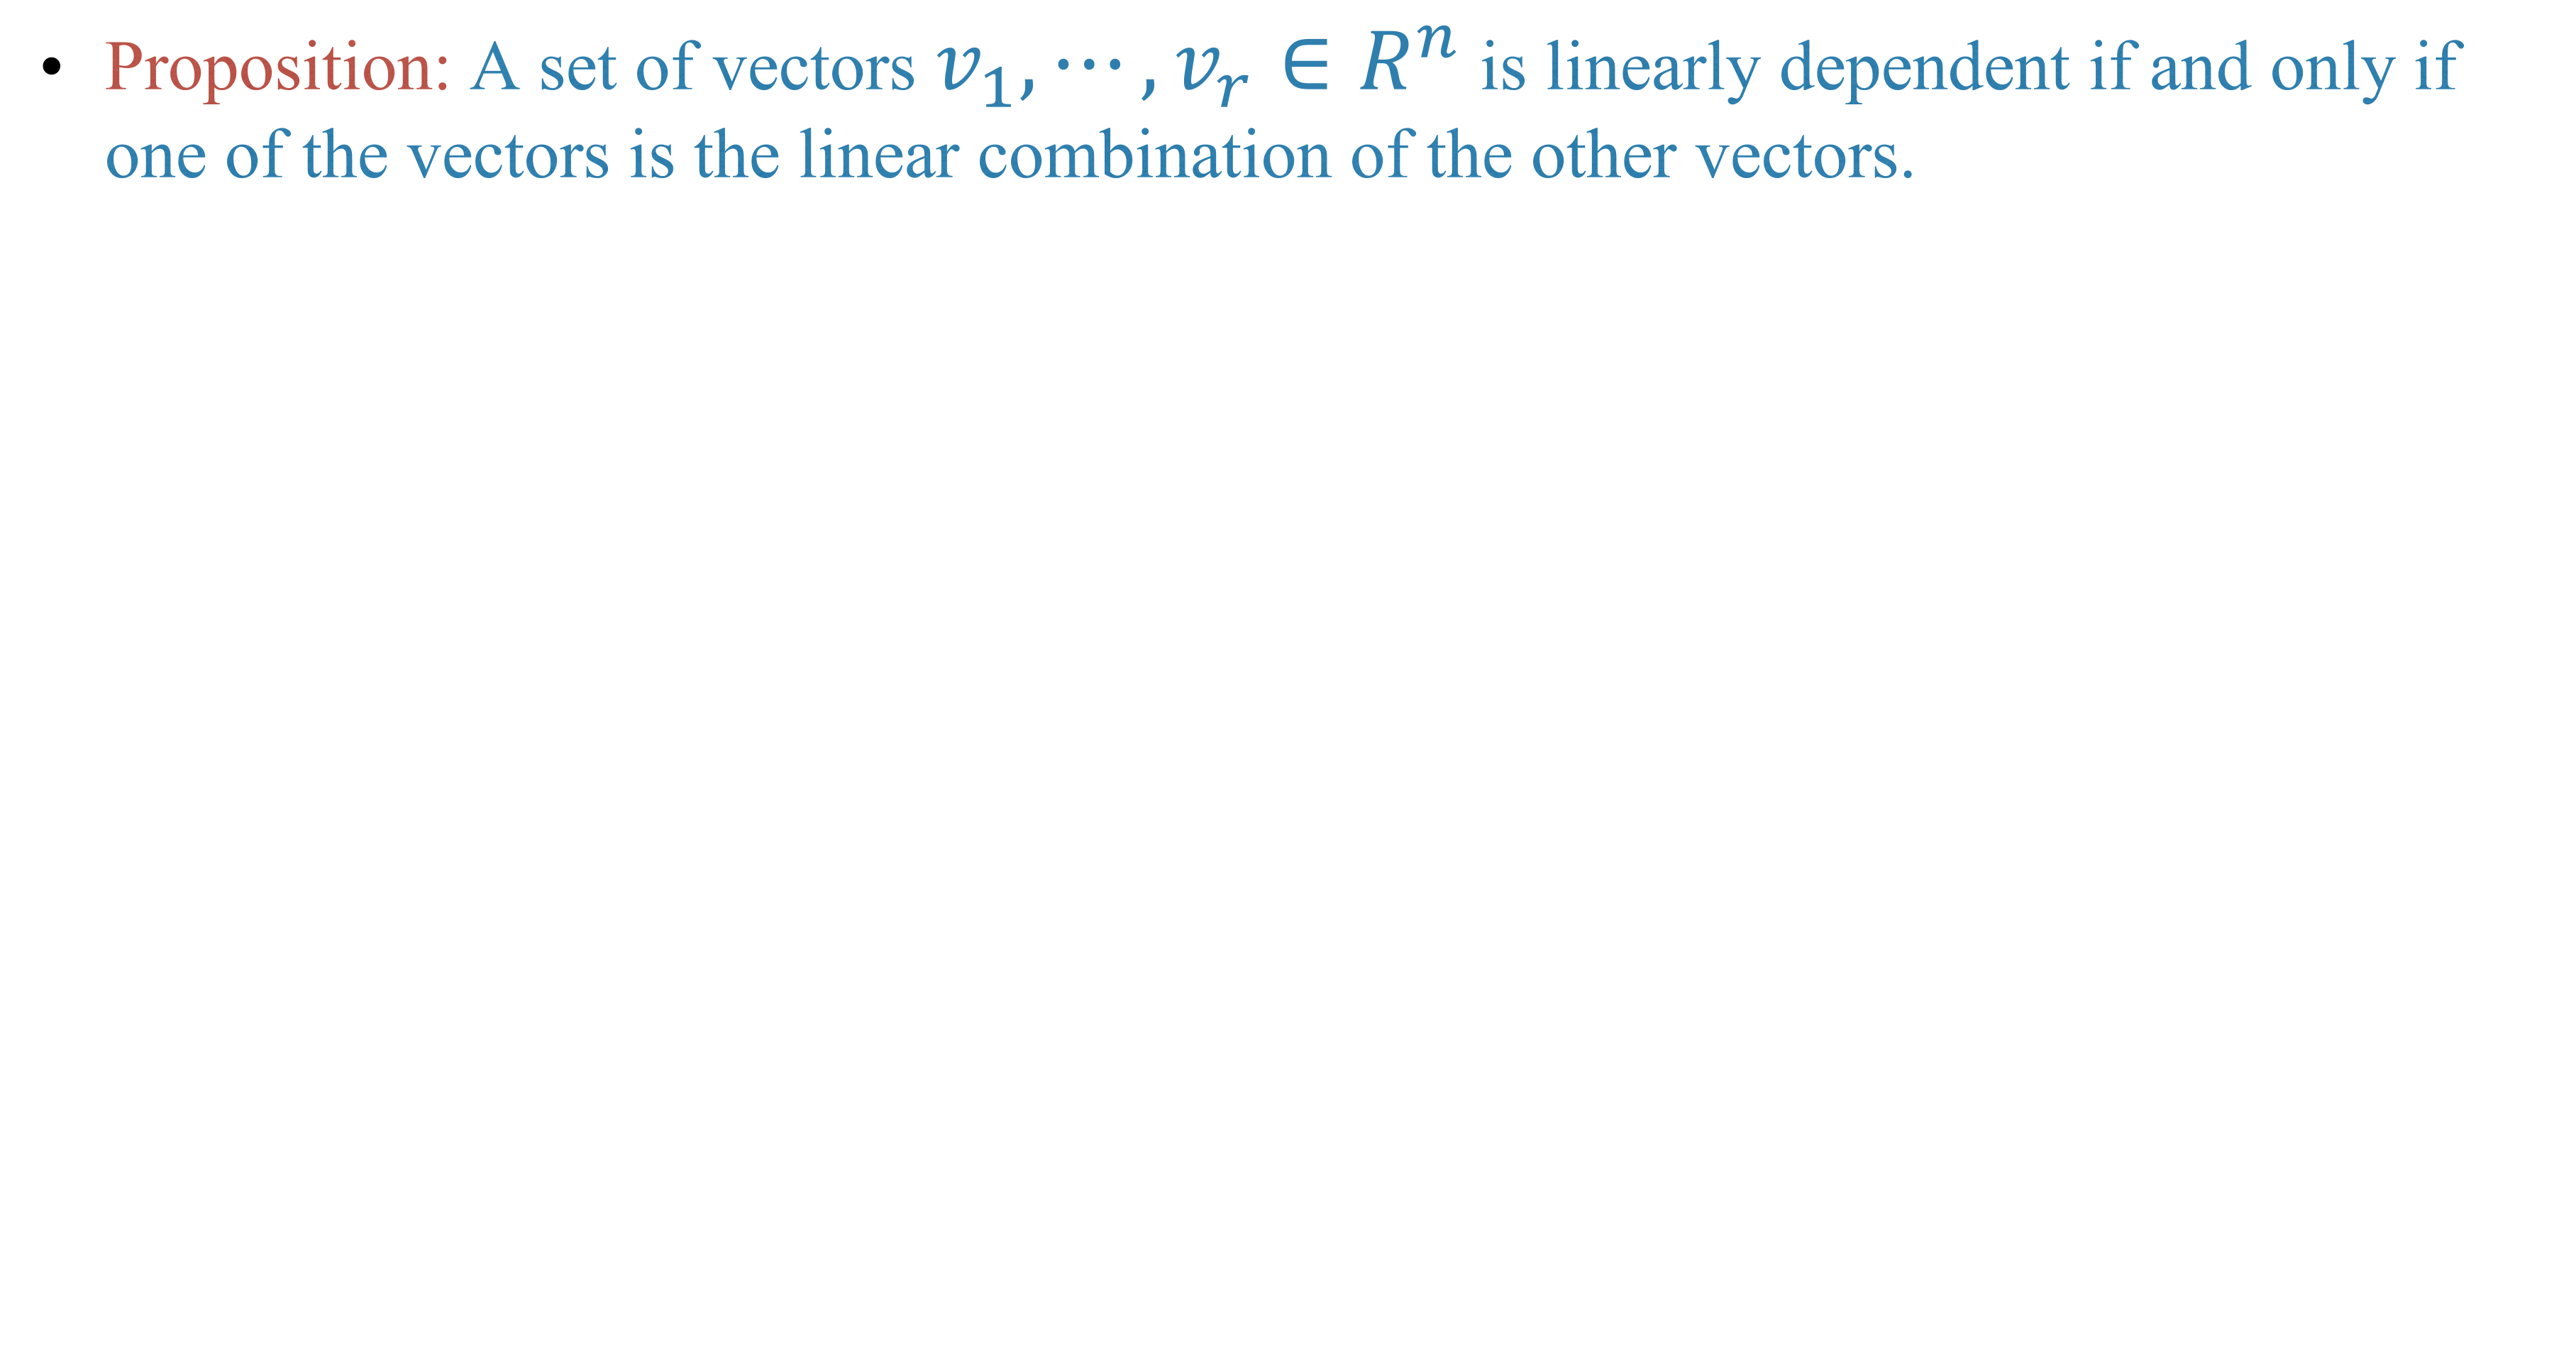 • Proposition: A set of vectors 𝑣₁, ⋯ , 𝑣ᵣ ∈ 𝑅ⁿ is linearly dependent if and only if
one of the vectors is the linear combination of the other vectors.